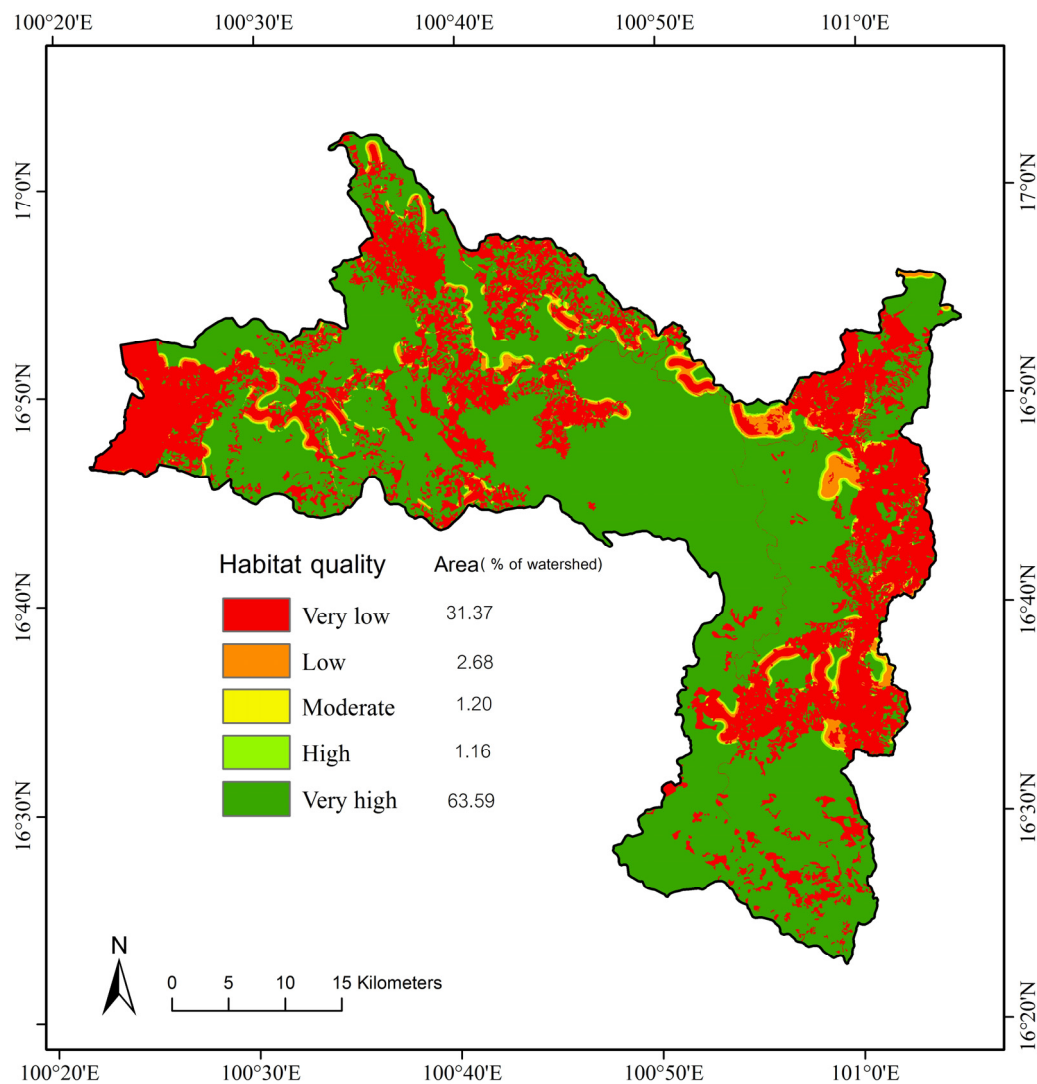 100°20'E 100°30'E 100°40'E 100°50'E 101°0'E
17°0'N 17°0'N
16°50'N 16°50'N
16°40'N 16°40'N
16°30'N 16°30'N
16°20'N
Habitat quality Area( % of watershed)
Very low 31.37
Low 2.68
Moderate 1.20
High 1.16
Very high 63.59
N
0 5 10 15 Kilometers
100°20'E 100°30'E 100°40'E 100°50'E 101°0'E